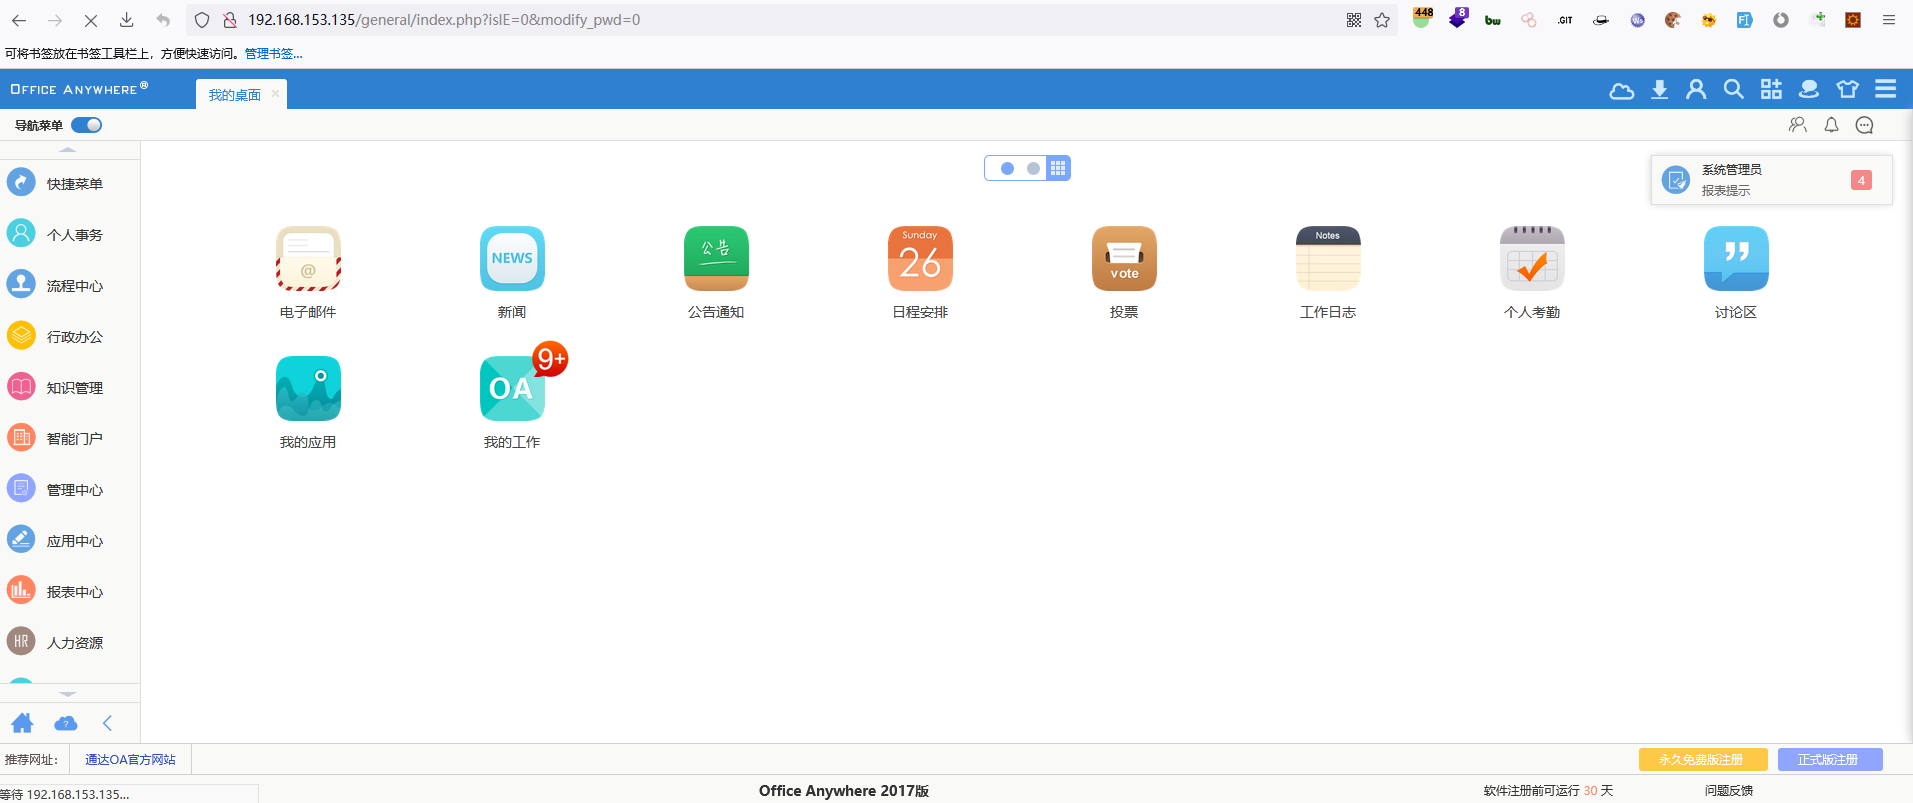 192.168.153.135/general/index.php?isIE=0&modify_pwd=0
448
8
bw
.GIT
Ws
可将书签放在书签工具栏上，方便快速访问。管理书签...
OFFICE ANYWHERE®
我的桌面
导航菜单
系统管理员
报表提示
4
快捷菜单
个人事务
流程中心
行政办公
知识管理
智能门户
管理中心
应用中心
报表中心
HR
人力资源
@
电子邮件
NEWS
新闻
公告
公告通知
Sunday
26
日程安排
vote
投票
Notes
工作日志
个人考勤
讨论区
我的应用
OA
9+
我的工作
?
推荐网址：
通达OA官方网站
永久免费版注册
正式版注册
等待 192.168.153.135...
Office Anywhere 2017版
软件注册前可运行 30 天
问题反馈